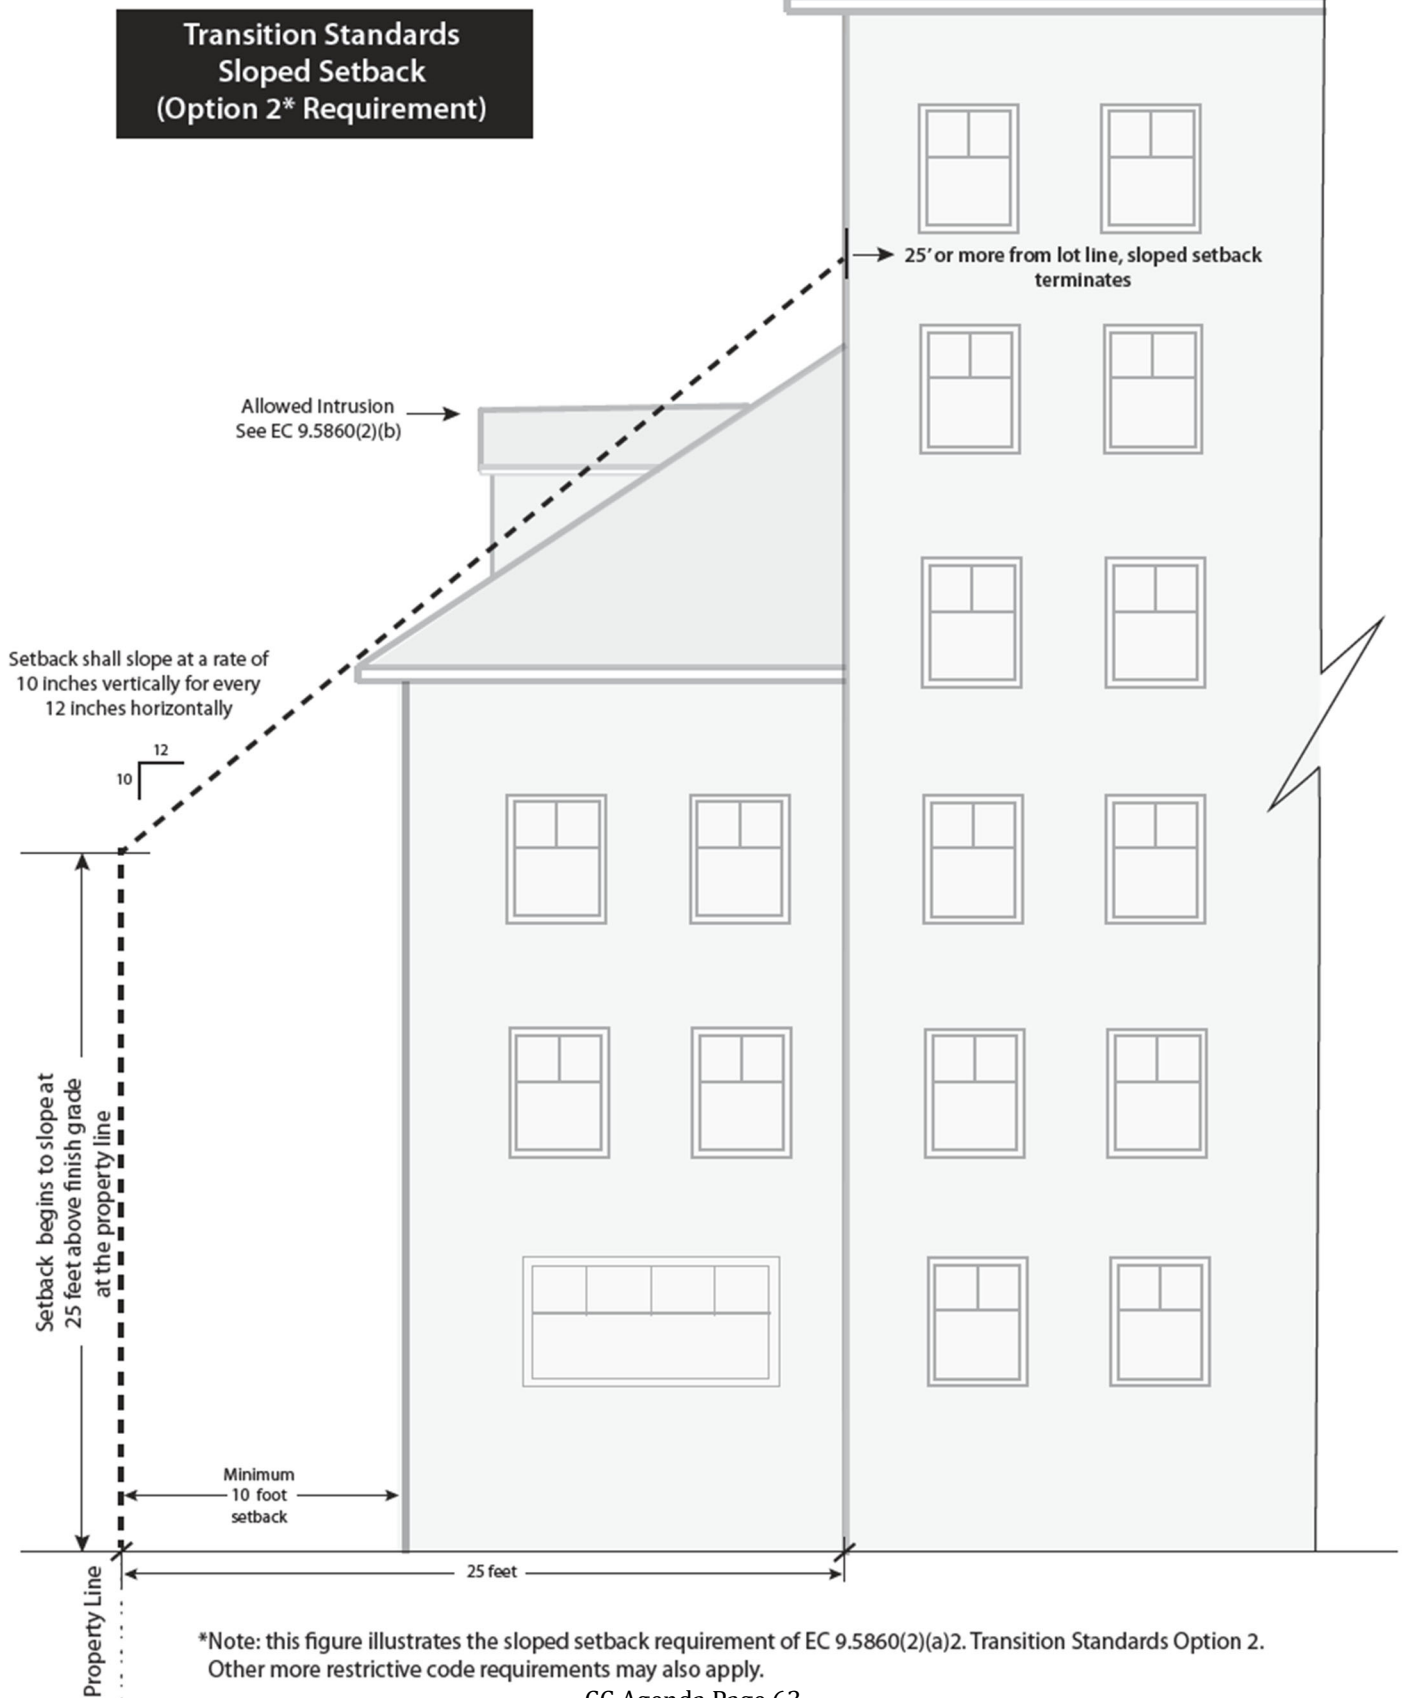 Transition Standards
Sloped Setback
(Option 2* Requirement)
25' or more from lot line, sloped setback
terminates
Allowed Intrusion
See EC 9.5860(2)(b)
Setback shall slope at a rate of
10 inches vertically for every
12 inches horizontally
12
10
Setback begins to slope at
25 feet above finish grade
at the property line
Minimum
10 foot
setback
25 feet
Property Line
*Note: this figure illustrates the sloped setback requirement of EC 9.5860(2)(a)2. Transition Standards Option 2.
Other more restrictive code requirements may also apply.
CC Agenda Page 63